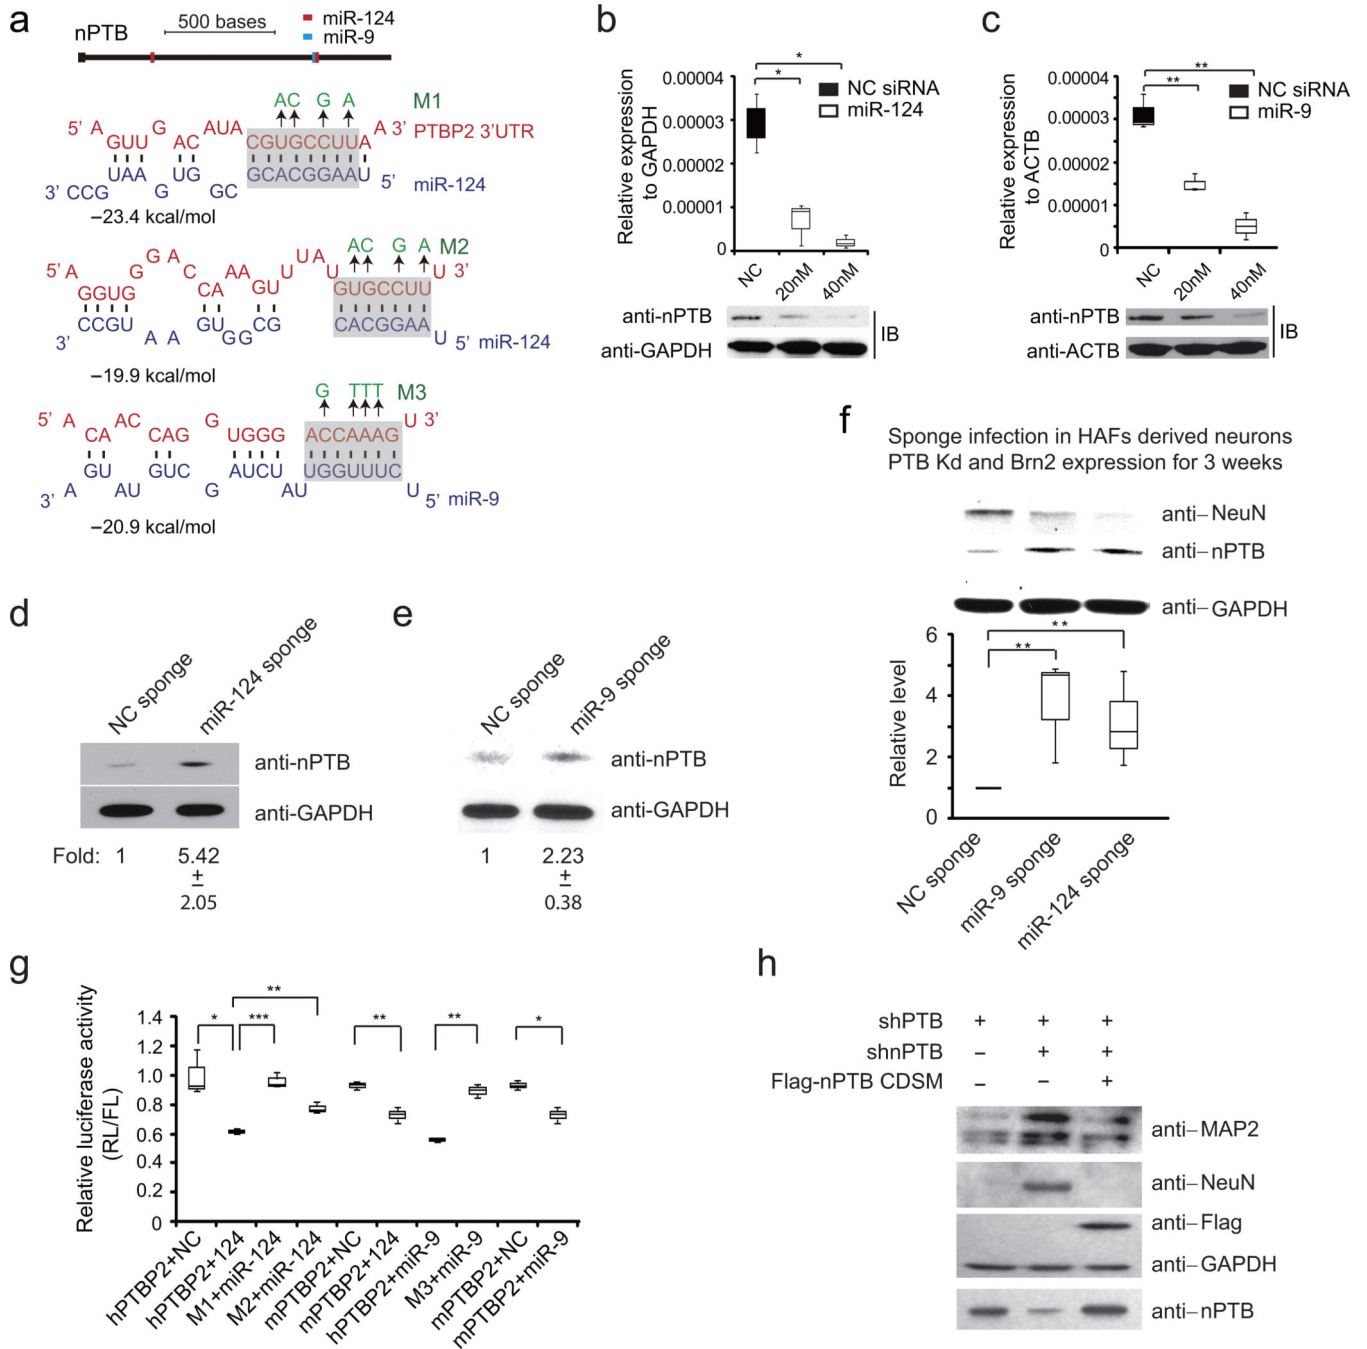 a
nPTB
500 bases
miR-124
miR-9
AC G A M1
5' A GUU G AC AUA CGUGCCUU A A 3' PTBP2 3'UTR
3' CCG UAA G UG GC GCACGGAA U 5' miR-124
−23.4 kcal/mol
AC G A M2
5' A GGUG G G A C CA AA GU U U A U GUGCCUU U 3'
3' CCGU A A GU GG CG CACGGAA U 5' miR-124
−19.9 kcal/mol
G TTT M3
5' A CA AC CAG G UGGG ACCAAAG U 3'
3' A GU AU GUC G AUCU AU UGGUUUC U 5' miR-9
−20.9 kcal/mol
b
Relative expression
to GAPDH
0.00004
0.00003
0.00002
0.00001
0
*
*
NC siRNA
miR-124
NC 20nM 40nM
anti-nPTB
anti-GAPDH
IB
c
Relative expression
to ACTB
0.00004
0.00003
0.00002
0.00001
0
**
**
NC siRNA
miR-9
NC 20nM 40nM
anti-nPTB
anti-ACTB
IB
d
NC sponge
miR-124 sponge
anti-nPTB
anti-GAPDH
Fold: 1 5.42
±
2.05
e
NC sponge
miR-9 sponge
anti-nPTB
anti-GAPDH
1 2.23
±
0.38
f
Sponge infection in HAFs derived neurons
PTB Kd and Brn2 expression for 3 weeks
anti–NeuN
anti–nPTB
anti–GAPDH
Relative level
6
4
2
0
**
**
NC sponge
miR-9 sponge
miR-124 sponge
g
Relative luciferase activity
(RL/FL)
1.4
1.2
1.0
0.8
0.6
0.4
0.2
0
* *** ** ** ** *
hPTBP2+NC
hPTBP2+124
M1+miR-124
M2+miR-124
mPTBP2+NC
mPTBP2+124
hPTBP2+miR-9
M3+miR-9
mPTBP2+NC
mPTBP2+miR-9
h
shPTB + + +
shnPTB – + +
Flag-nPTB CDSM – – +
anti–MAP2
anti–NeuN
anti–Flag
anti–GAPDH
anti–nPTB